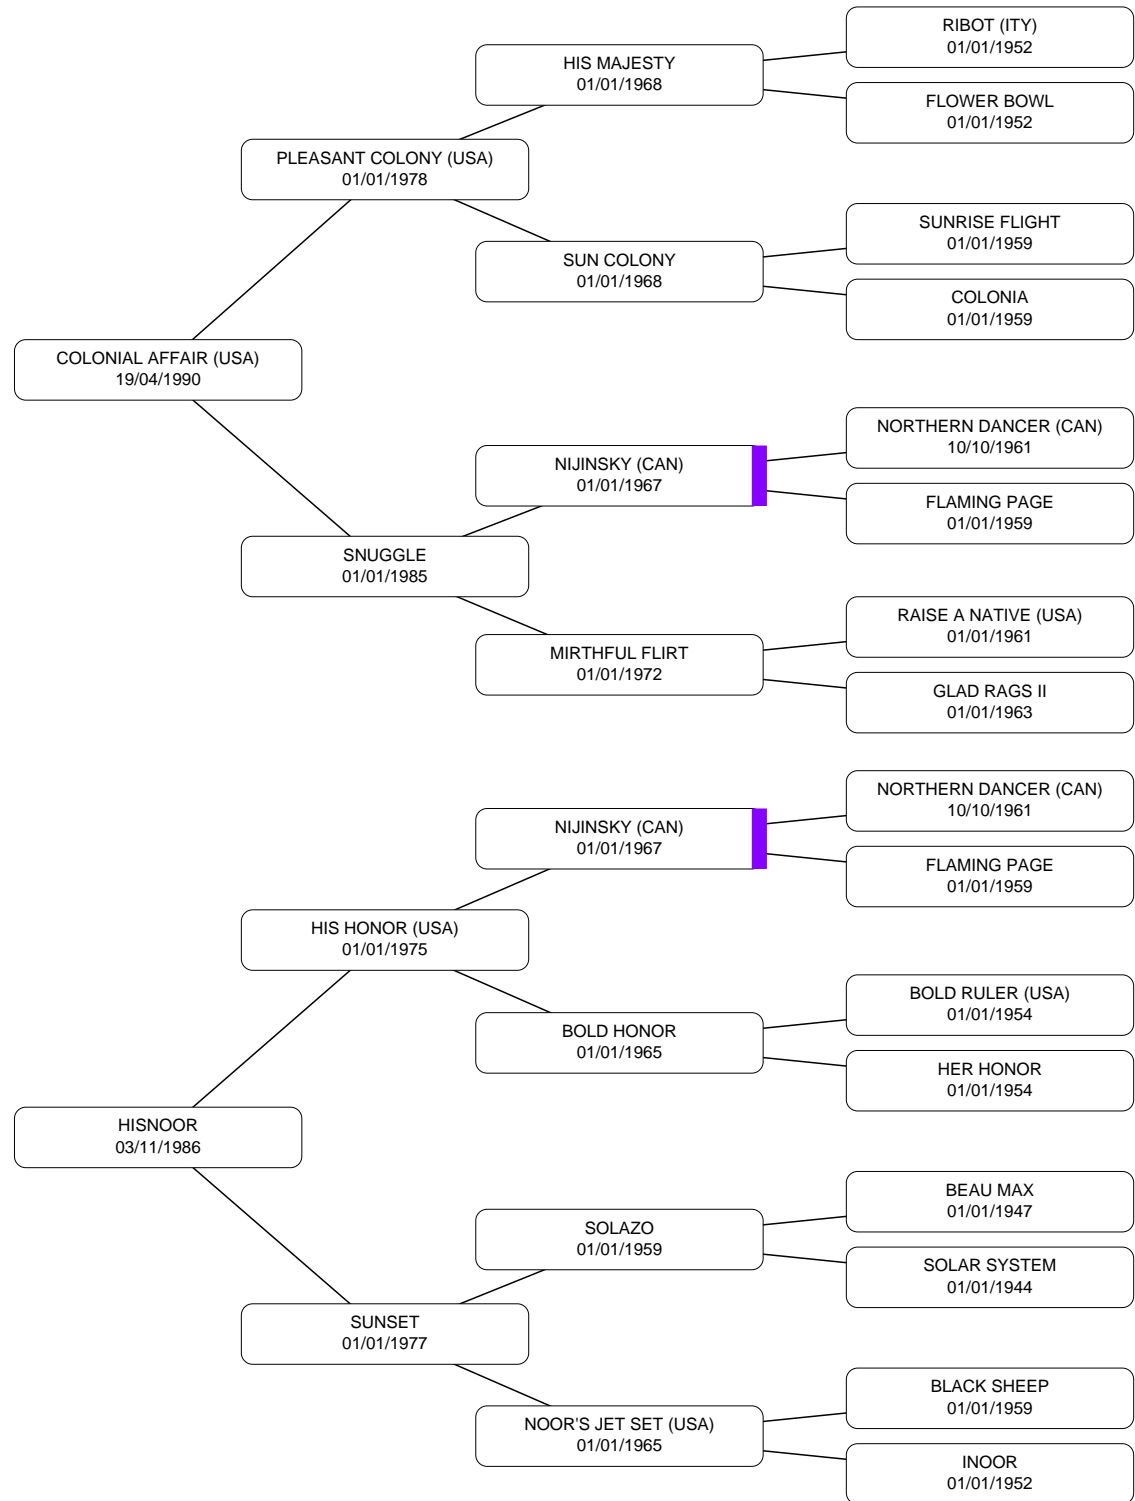 RIBOT (ITY)
01/01/1952
HIS MAJESTY
01/01/1968
FLOWER BOWL
01/01/1952
PLEASANT COLONY (USA)
01/01/1978
SUNRISE FLIGHT
01/01/1959
SUN COLONY
01/01/1968
COLONIA
01/01/1959
COLONIAL AFFAIR (USA)
19/04/1990
NORTHERN DANCER (CAN)
10/10/1961
NIJINSKY (CAN)
01/01/1967
FLAMING PAGE
01/01/1959
SNUGGLE
01/01/1985
RAISE A NATIVE (USA)
01/01/1961
MIRTHFUL FLIRT
01/01/1972
GLAD RAGS II
01/01/1963
NORTHERN DANCER (CAN)
10/10/1961
NIJINSKY (CAN)
01/01/1967
FLAMING PAGE
01/01/1959
HIS HONOR (USA)
01/01/1975
BOLD RULER (USA)
01/01/1954
BOLD HONOR
01/01/1965
HER HONOR
01/01/1954
HISNOOR
03/11/1986
BEAU MAX
01/01/1947
SOLAZO
01/01/1959
SOLAR SYSTEM
01/01/1944
SUNSET
01/01/1977
BLACK SHEEP
01/01/1959
NOOR'S JET SET (USA)
01/01/1965
INOOR
01/01/1952